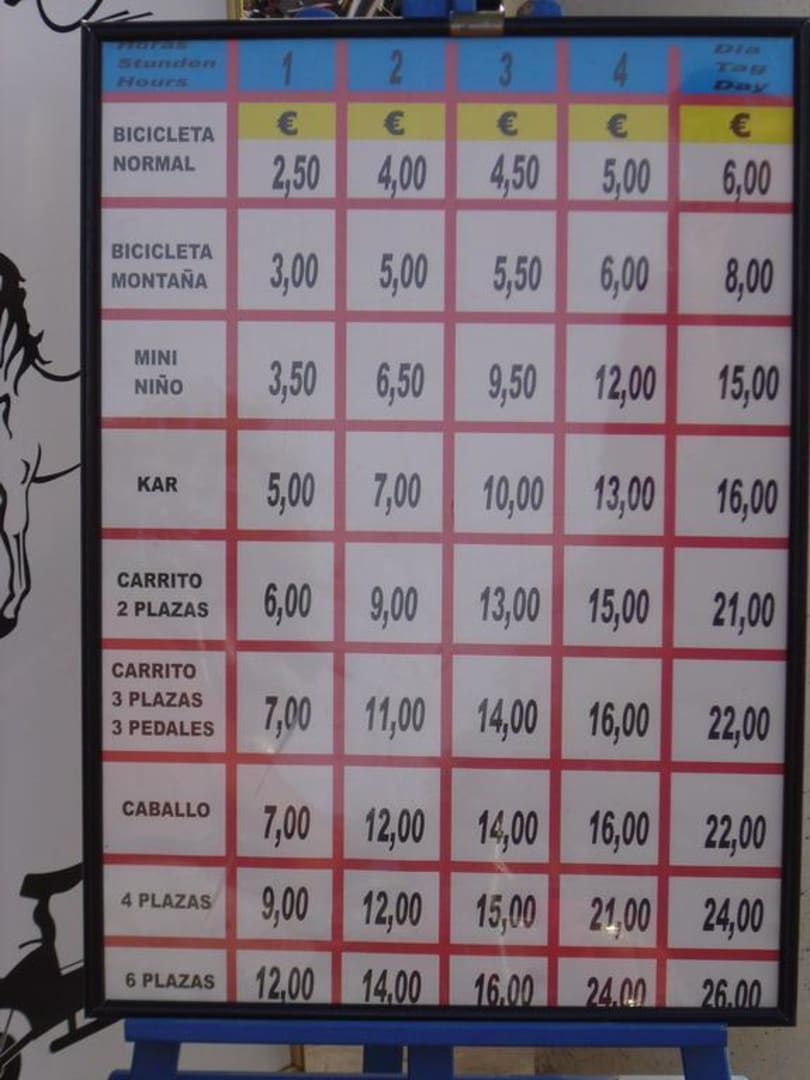 Horas
Stunden 1 2 3 4 Dia
Hours Tag
Day
€ € € € €
BICICLETA
NORMAL 2,50 4,00 4,50 5,00 6,00
BICICLETA
MONTAÑA 3,00 5,00 5,50 6,00 8,00
MINI
NIÑO 3,50 6,50 9,50 12,00 15,00
KAR 5,00 7,00 10,00 13,00 16,00
CARRITO
2 PLAZAS 6,00 9,00 13,00 15,00 21,00
CARRITO
3 PLAZAS 7,00 11,00 14,00 16,00 22,00
3 PEDALES
CABALLO 7,00 12,00 14,00 16,00 22,00
4 PLAZAS 9,00 12,00 15,00 21,00 24,00
6 PLAZAS 12,00 14,00 16,00 24,00 26,00